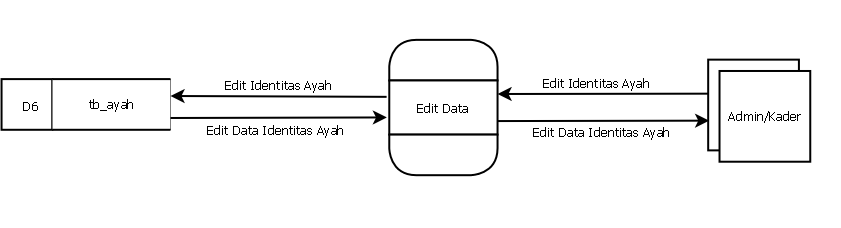 Edit Identitas Ayah
Edit Identitas Ayah
D6
tb_ayah
Edit Data
Admin/Kader
Edit Data Identitas Ayah
Edit Data Identitas Ayah